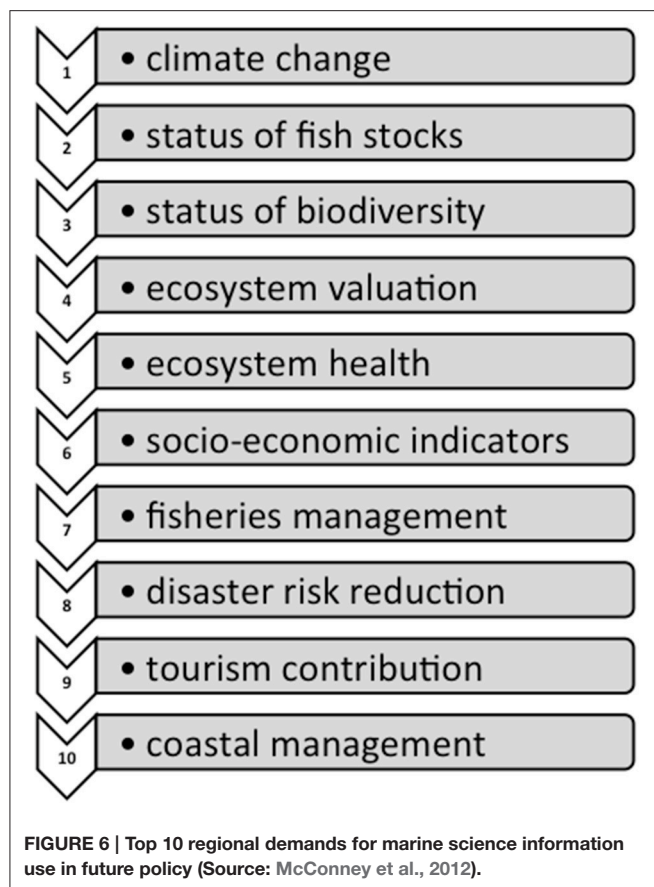 1 • climate change
2 • status of fish stocks
3 • status of biodiversity
4 • ecosystem valuation
5 • ecosystem health
6 • socio-economic indicators
7 • fisheries management
8 • disaster risk reduction
9 • tourism contribution
10 • coastal management
FIGURE 6 | Top 10 regional demands for marine science information
use in future policy (Source: McConney et al., 2012).